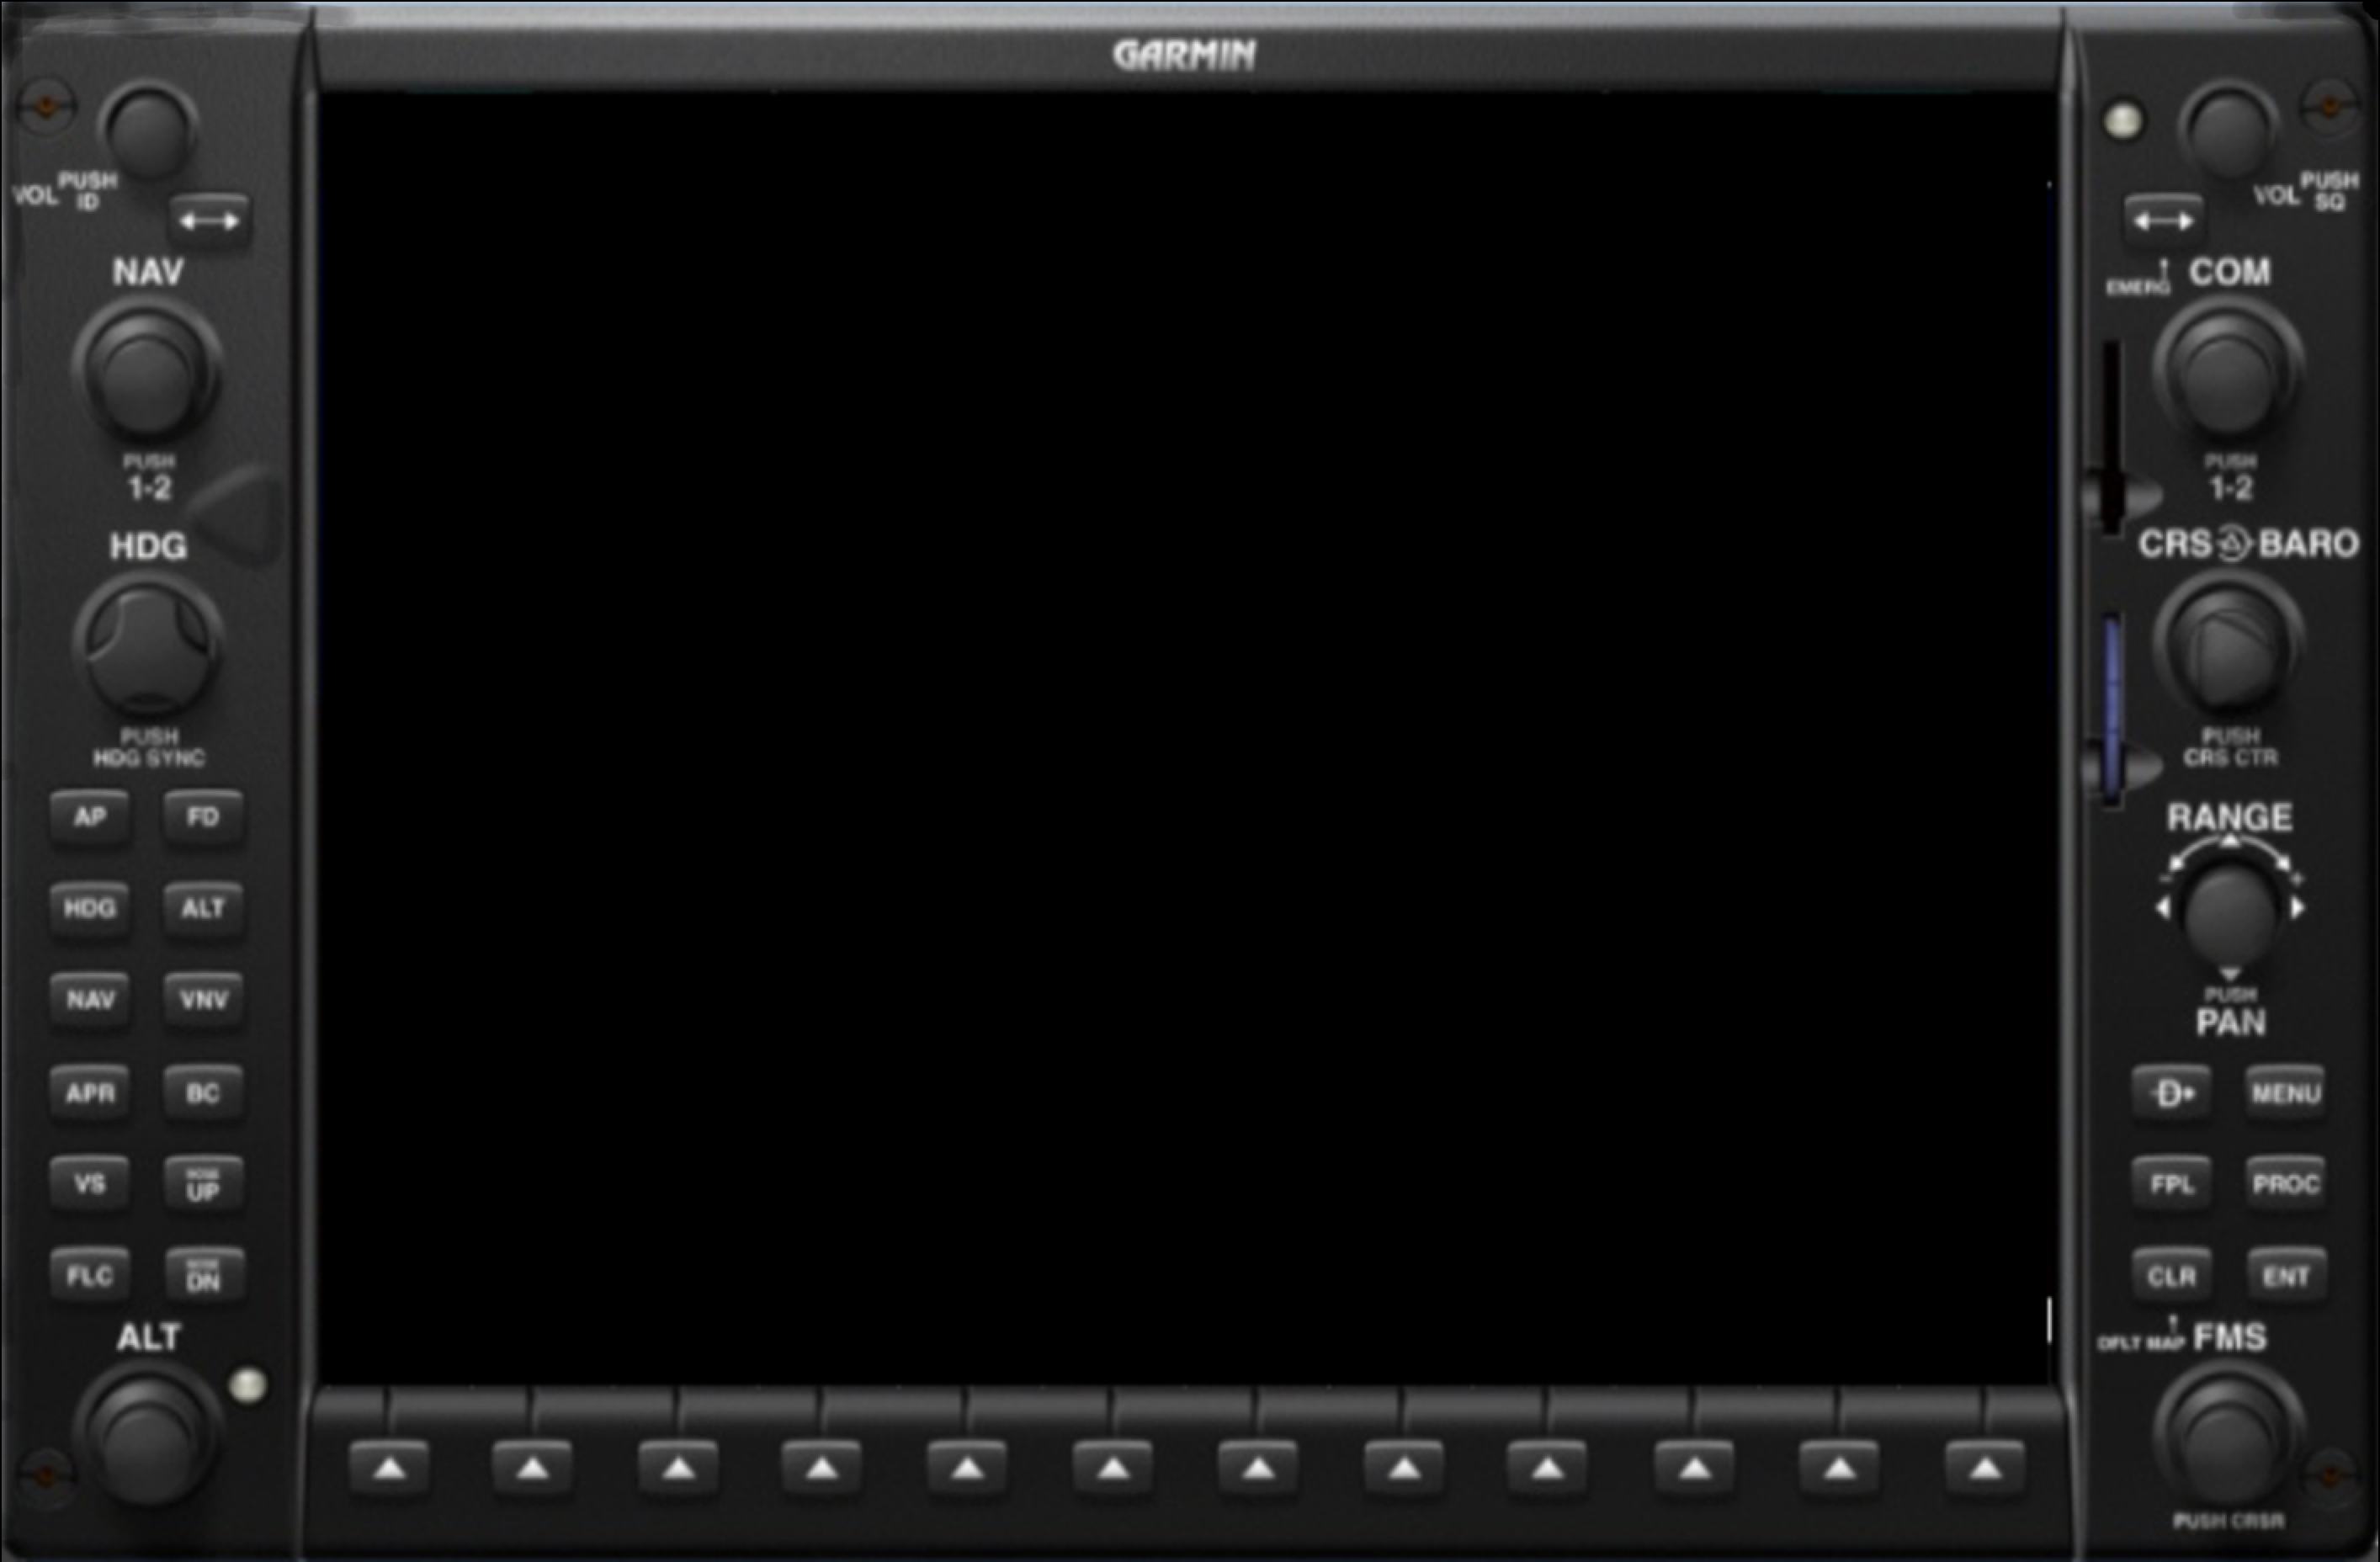 GARMIN
VOL PUSH ID
NAV
PUSH
1-2
HDG
PUSH
HDG SYNC
AP FD
HDG ALT
NAV VNV
APR BC
VS NOSE UP
FLC NOSE DN
ALT
VOL PUSH SQ
EMERG COM
PUSH
1-2
CRS BARO
PUSH
CRS CTR
RANGE
- +
PUSH
PAN
D MENU
FPL PROC
CLR ENT
DFLT MAP FMS
PUSH CRSR